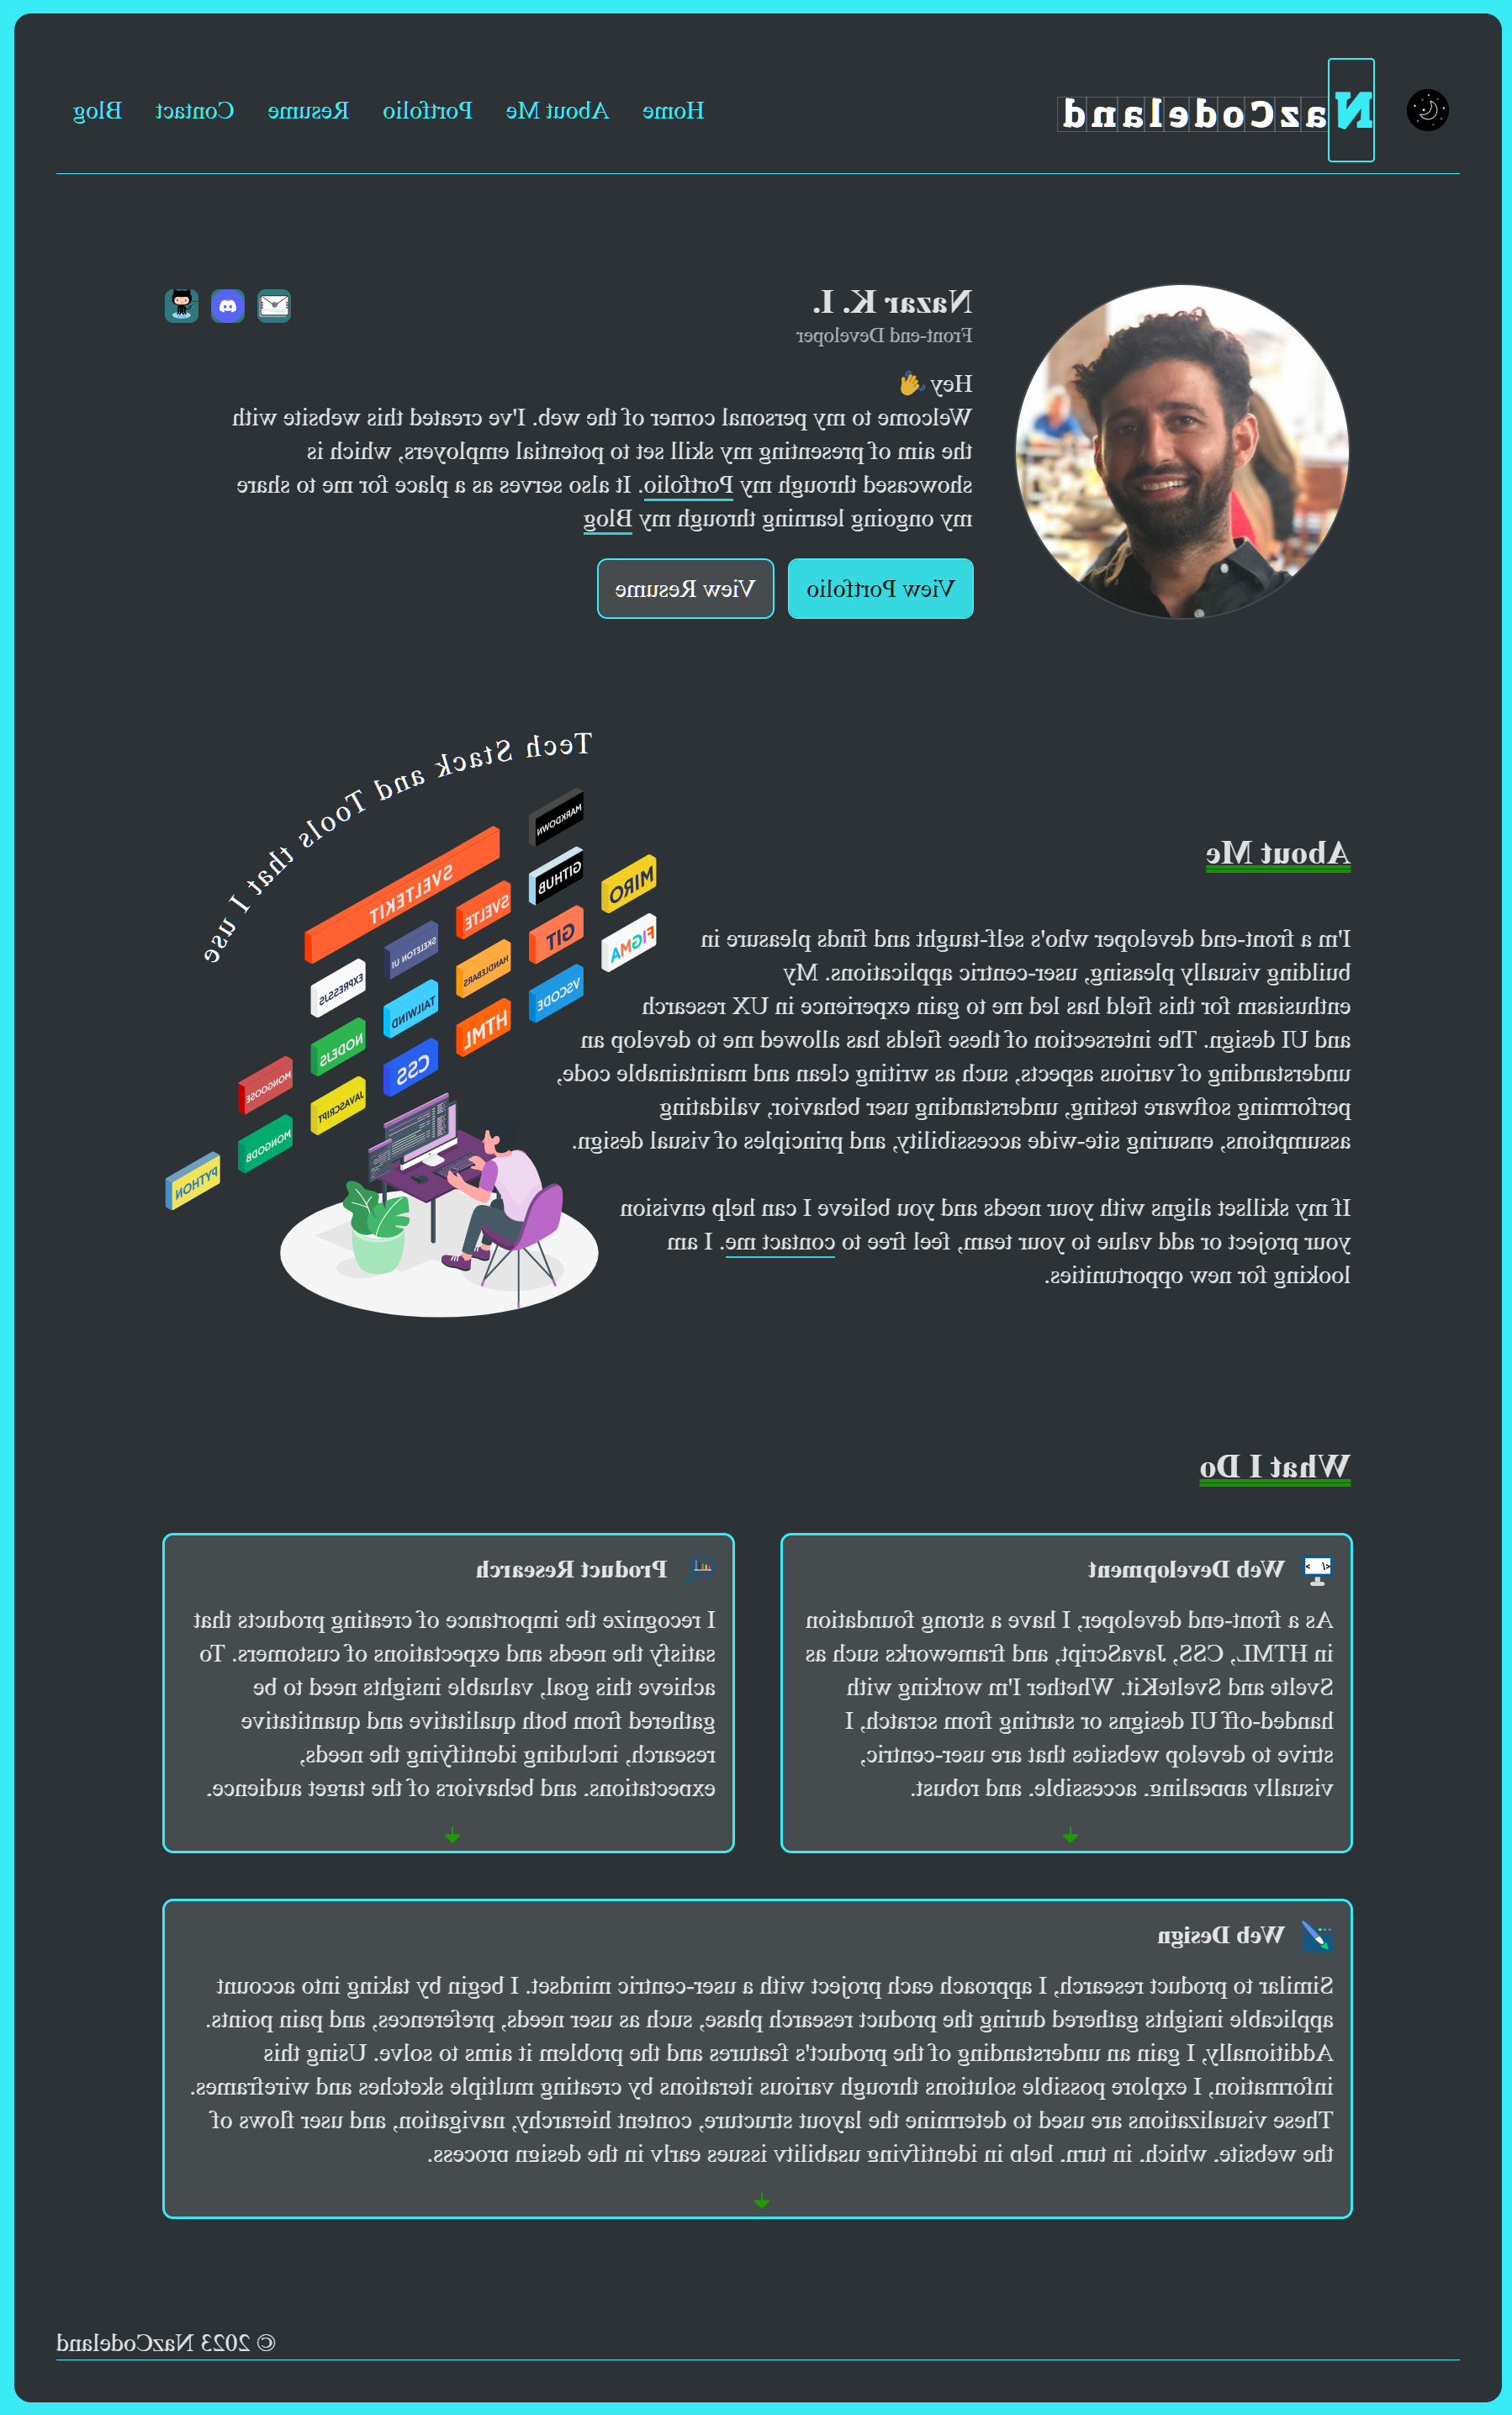 NazCodeland
Home About Me Portfolio Resume Contact Blog
Nazar K. I.
Front-end Developer
Hey 👋
Welcome to my personal corner of the web. I've created this website with
the aim of presenting my skill set to potential employers, which is
showcased through my Portfolio. It also serves as a place for me to share
my ongoing learning through my Blog
View Portfolio
View Resume
Tech Stack and Tools that I use
MARKDOWN
SVELTEKIT
GITHUB
MIRO
SVELTE
SKELETON UI
GIT
FIGMA
EXPRESSJS
HANDLEBARS
VSCODE
TAILWIND
HTML
NODEJS
CSS
MONGOOSE
JAVASCRIPT
MONGODB
PYTHON
About Me
I'm a front-end developer who's self-taught and finds pleasure in
building visually pleasing, user-centric applications. My
enthusiasm for this field has led me to gain experience in UX research
and UI design. The intersection of these fields has allowed me to develop an
understanding of various aspects, such as writing clean and maintainable code,
performing software testing, understanding user behavior, validating
assumptions, ensuring site-wide accessibility, and principles of visual design.
If my skillset aligns with your needs and you believe I can help envision
your project or add value to your team, feel free to contact me. I am
looking for new opportunities.
What I Do
Web Development
As a front-end developer, I have a strong foundation
in HTML, CSS, JavaScript, and frameworks such as
Svelte and SvelteKit. Whether I'm working with
handed-off UI designs or starting from scratch, I
strive to develop websites that are user-centric,
visually appealing, accessible, and robust.
Product Research
I recognize the importance of creating products that
satisfy the needs and expectations of customers. To
achieve this goal, valuable insights need to be
gathered from both qualitative and quantitative
research, including identifying the needs,
expectations, and behaviors of the target audience.
Web Design
Similar to product research, I approach each project with a user-centric mindset. I begin by taking into account
applicable insights gathered during the product research phase, such as user needs, preferences, and pain points.
Additionally, I gain an understanding of the product's features and the problem it aims to solve. Using this
information, I explore possible solutions through various iterations by creating multiple sketches and wireframes.
These visualizations are used to determine the layout structure, content hierarchy, navigation, and user flows of
the website, which, in turn, help in identifying usability issues early in the design process.
© 2023 NazCodeland